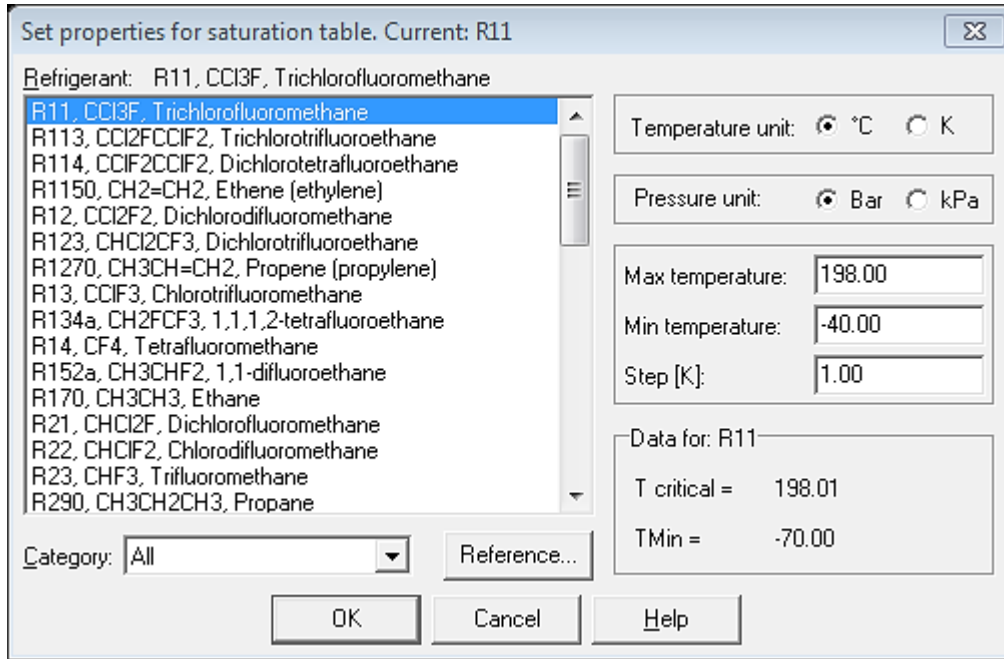 Set properties for saturation table. Current: R11
Refrigerant: R11, CCl3F, Trichlorofluoromethane
R11, CCl3F, Trichlorofluoromethane
R113, CCl2FCClF2, Trichlorotrifluoroethane
R114, CClF2CClF2, Dichlorotetrafluoroethane
R1150, CH2=CH2, Ethene (ethylene)
R12, CCl2F2, Dichlorodifluoromethane
R123, CHCl2CF3, Dichlorotrifluoroethane
R1270, CH3CH=CH2, Propene (propylene)
R13, CClF3, Chlorotrifluoromethane
R134a, CH2FCF3, 1,1,1,2-tetrafluoroethane
R14, CF4, Tetrafluoromethane
R152a, CH3CHF2, 1,1-difluoroethane
R170, CH3CH3, Ethane
R21, CHCl2F, Dichlorofluoromethane
R22, CHClF2, Chlorodifluoromethane
R23, CHF3, Trifluoromethane
R290, CH3CH2CH3, Propane
Category: All
Reference...
Temperature unit: °C K
Pressure unit: Bar kPa
Max temperature: 198.00
Min temperature: -40.00
Step [K]: 1.00
Data for: R11
T critical = 198.01
TMin = -70.00
OK Cancel Help